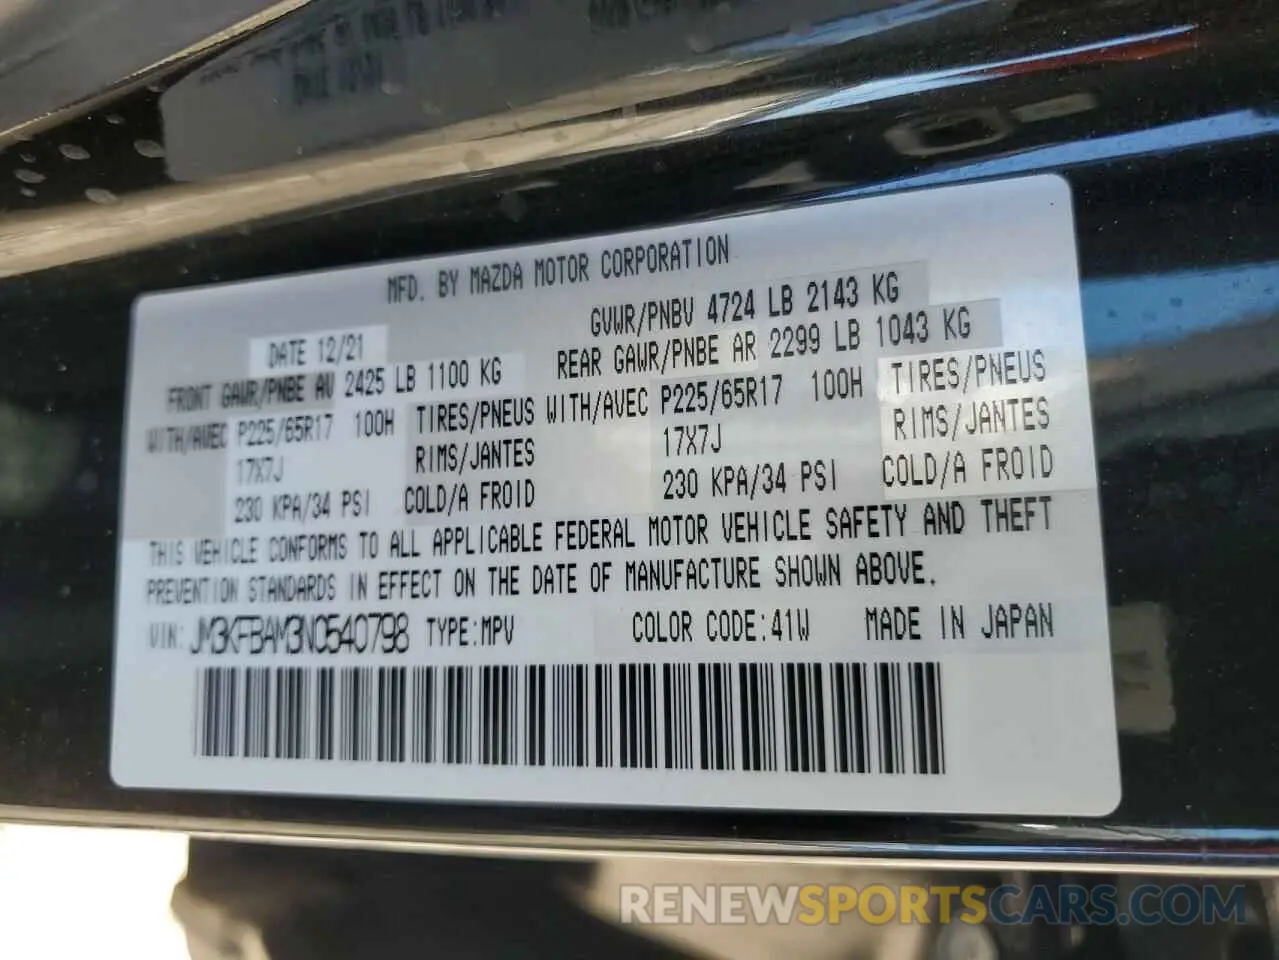 MFD. BY MAZDA MOTOR CORPORATION
DATE 12/21 GVWR/PNBV 4724 LB 2143 KG
FRONT GAWR/PNBE AV 2425 LB 1100 KG REAR GAWR/PNBE AR 2299 LB 1043 KG
WITH/AVEC P225/65R17 100H TIRES/PNEUS WITH/AVEC P225/65R17 100H TIRES/PNEUS
17X7J RIMS/JANTES 17X7J RIMS/JANTES
230 KPA/34 PSI COLD/A FROID 230 KPA/34 PSI COLD/A FROID
THIS VEHICLE CONFORMS TO ALL APPLICABLE FEDERAL MOTOR VEHICLE SAFETY AND THEFT
PREVENTION STANDARDS IN EFFECT ON THE DATE OF MANUFACTURE SHOWN ABOVE.
VIN: JM3KFBAM3N0540798 TYPE:MPV COLOR CODE:41W MADE IN JAPAN
RENEWSPORTSCARS.COM